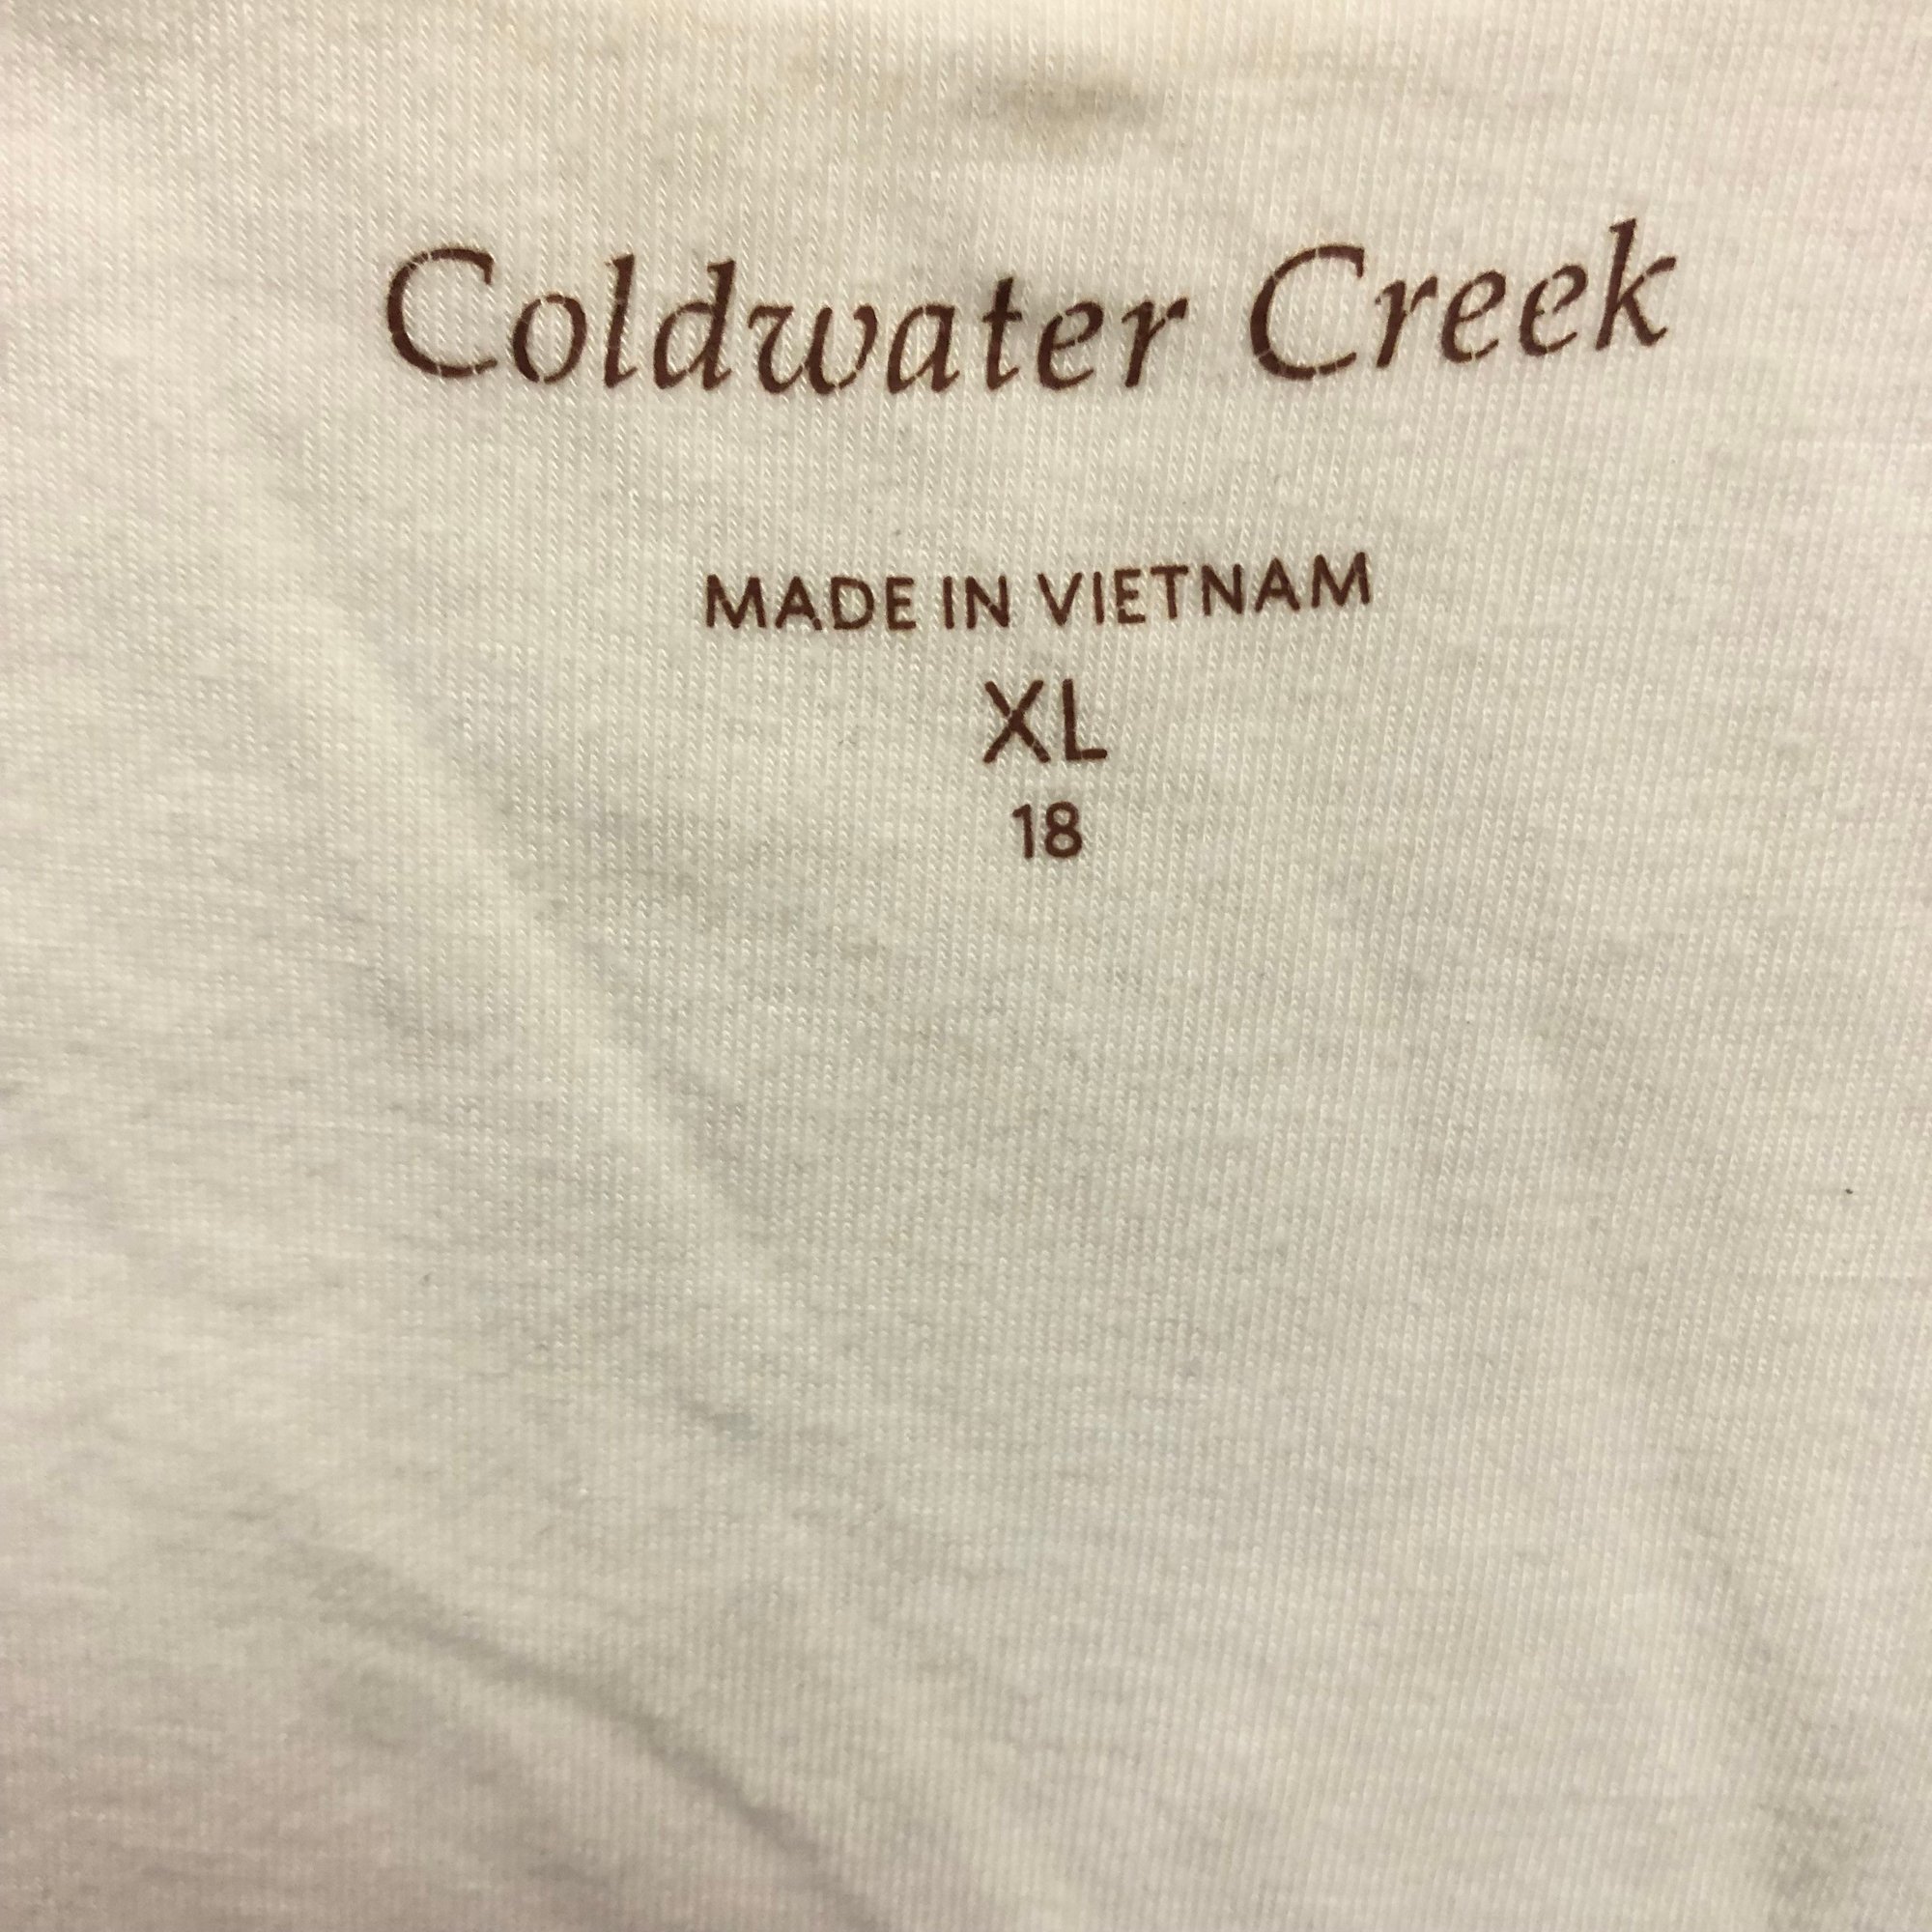 Coldwater Creek
MADE IN VIETNAM
XL
18